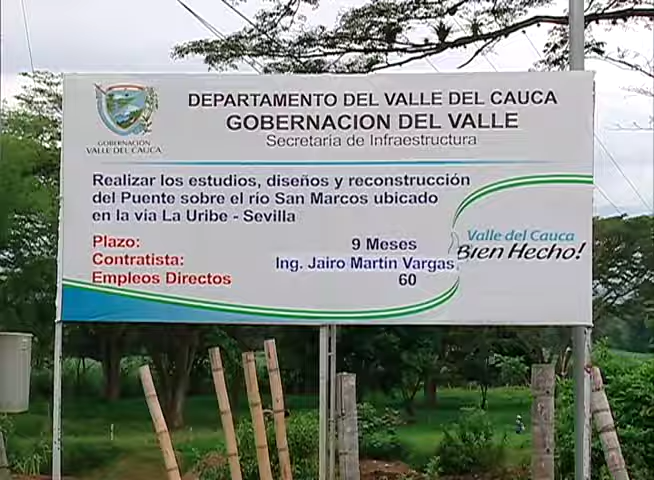 DEPARTAMENTO DEL VALLE DEL CAUCA
GOBERNACION DEL VALLE
Secretaría de Infraestructura
GOBERNACIÓN
VALLE DEL CAUCA
Realizar los estudios, diseños y reconstrucción
del Puente sobre el río San Marcos ubicado
en la vía La Uribe - Sevilla
Plazo: 9 Meses
Contratista: Ing. Jairo Martín Vargas
Empleos Directos 60
Valle del Cauca
Bien Hecho!